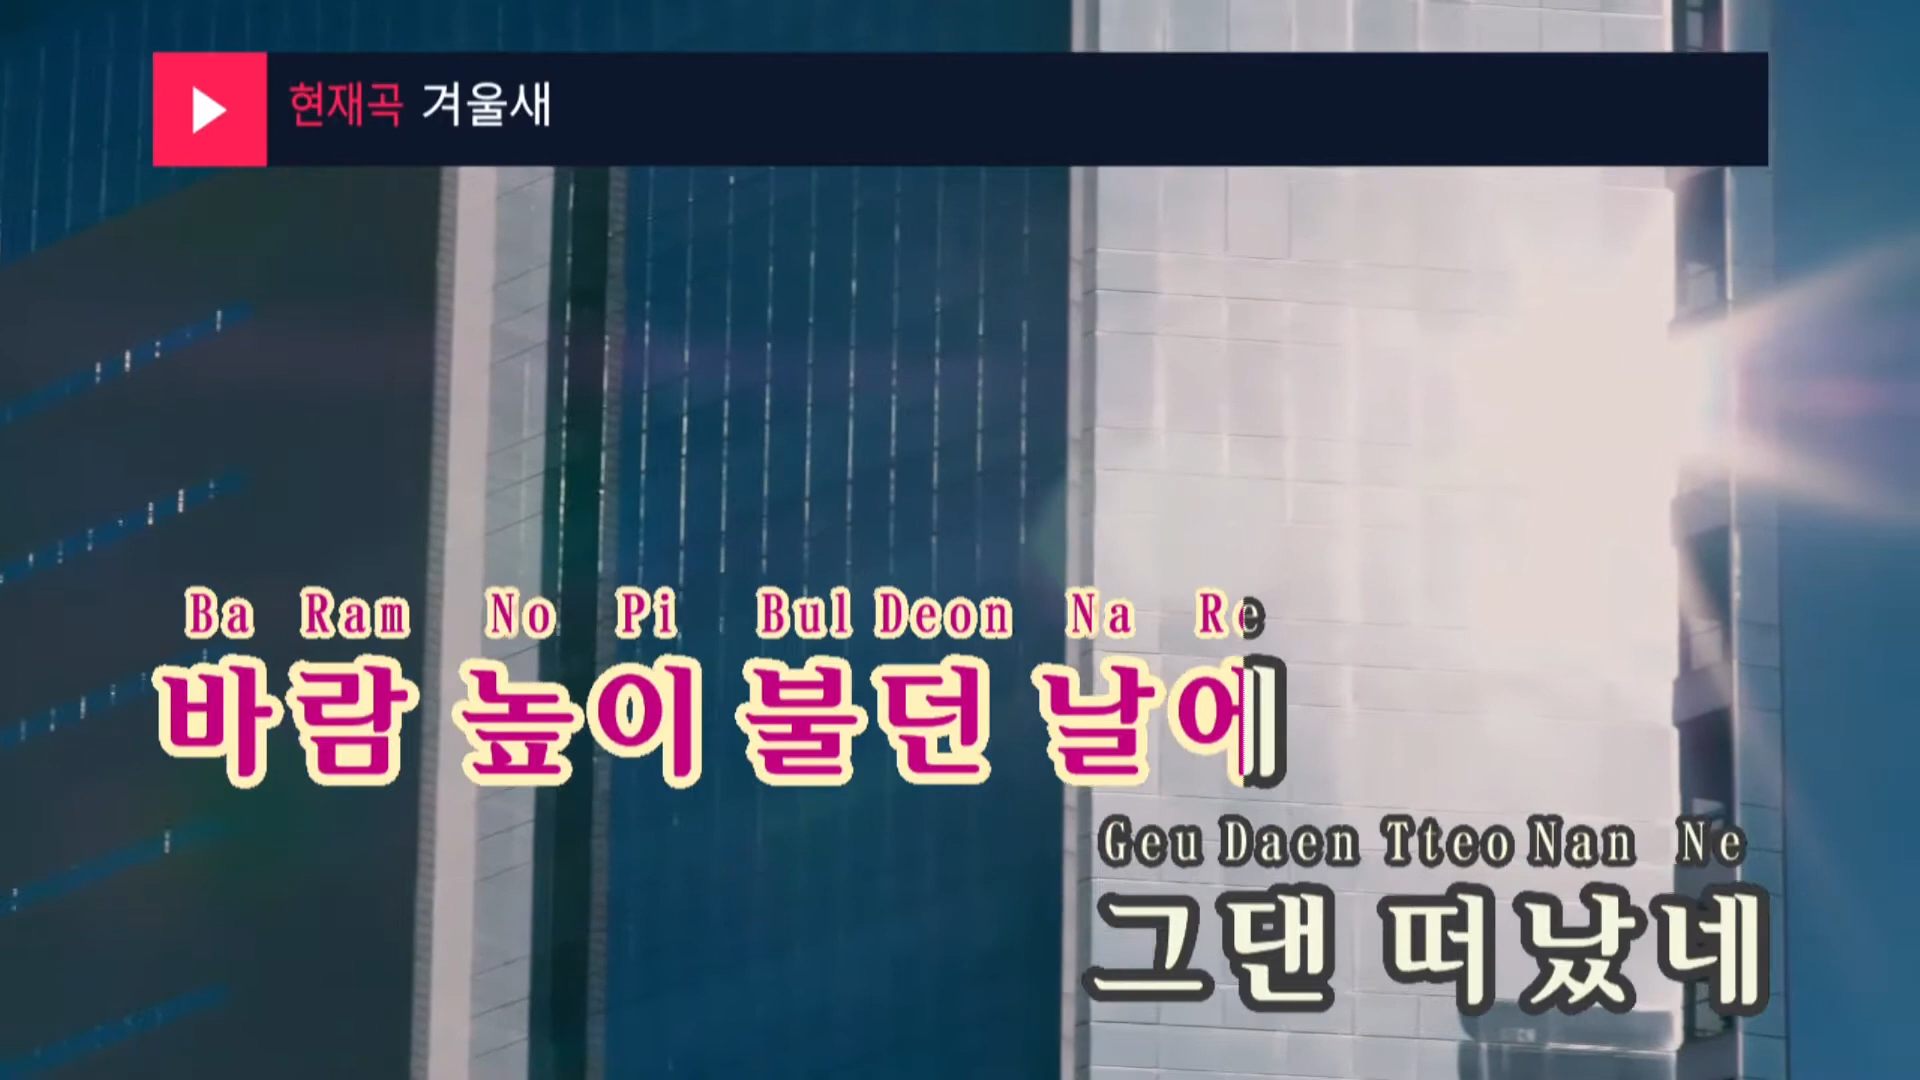 현재곡 겨울새
Ba Ram No Pi Bul Deon Na Re
바람 높이 불던 날에
Geu Daen Tteo Nan Ne
그댄 떠났네